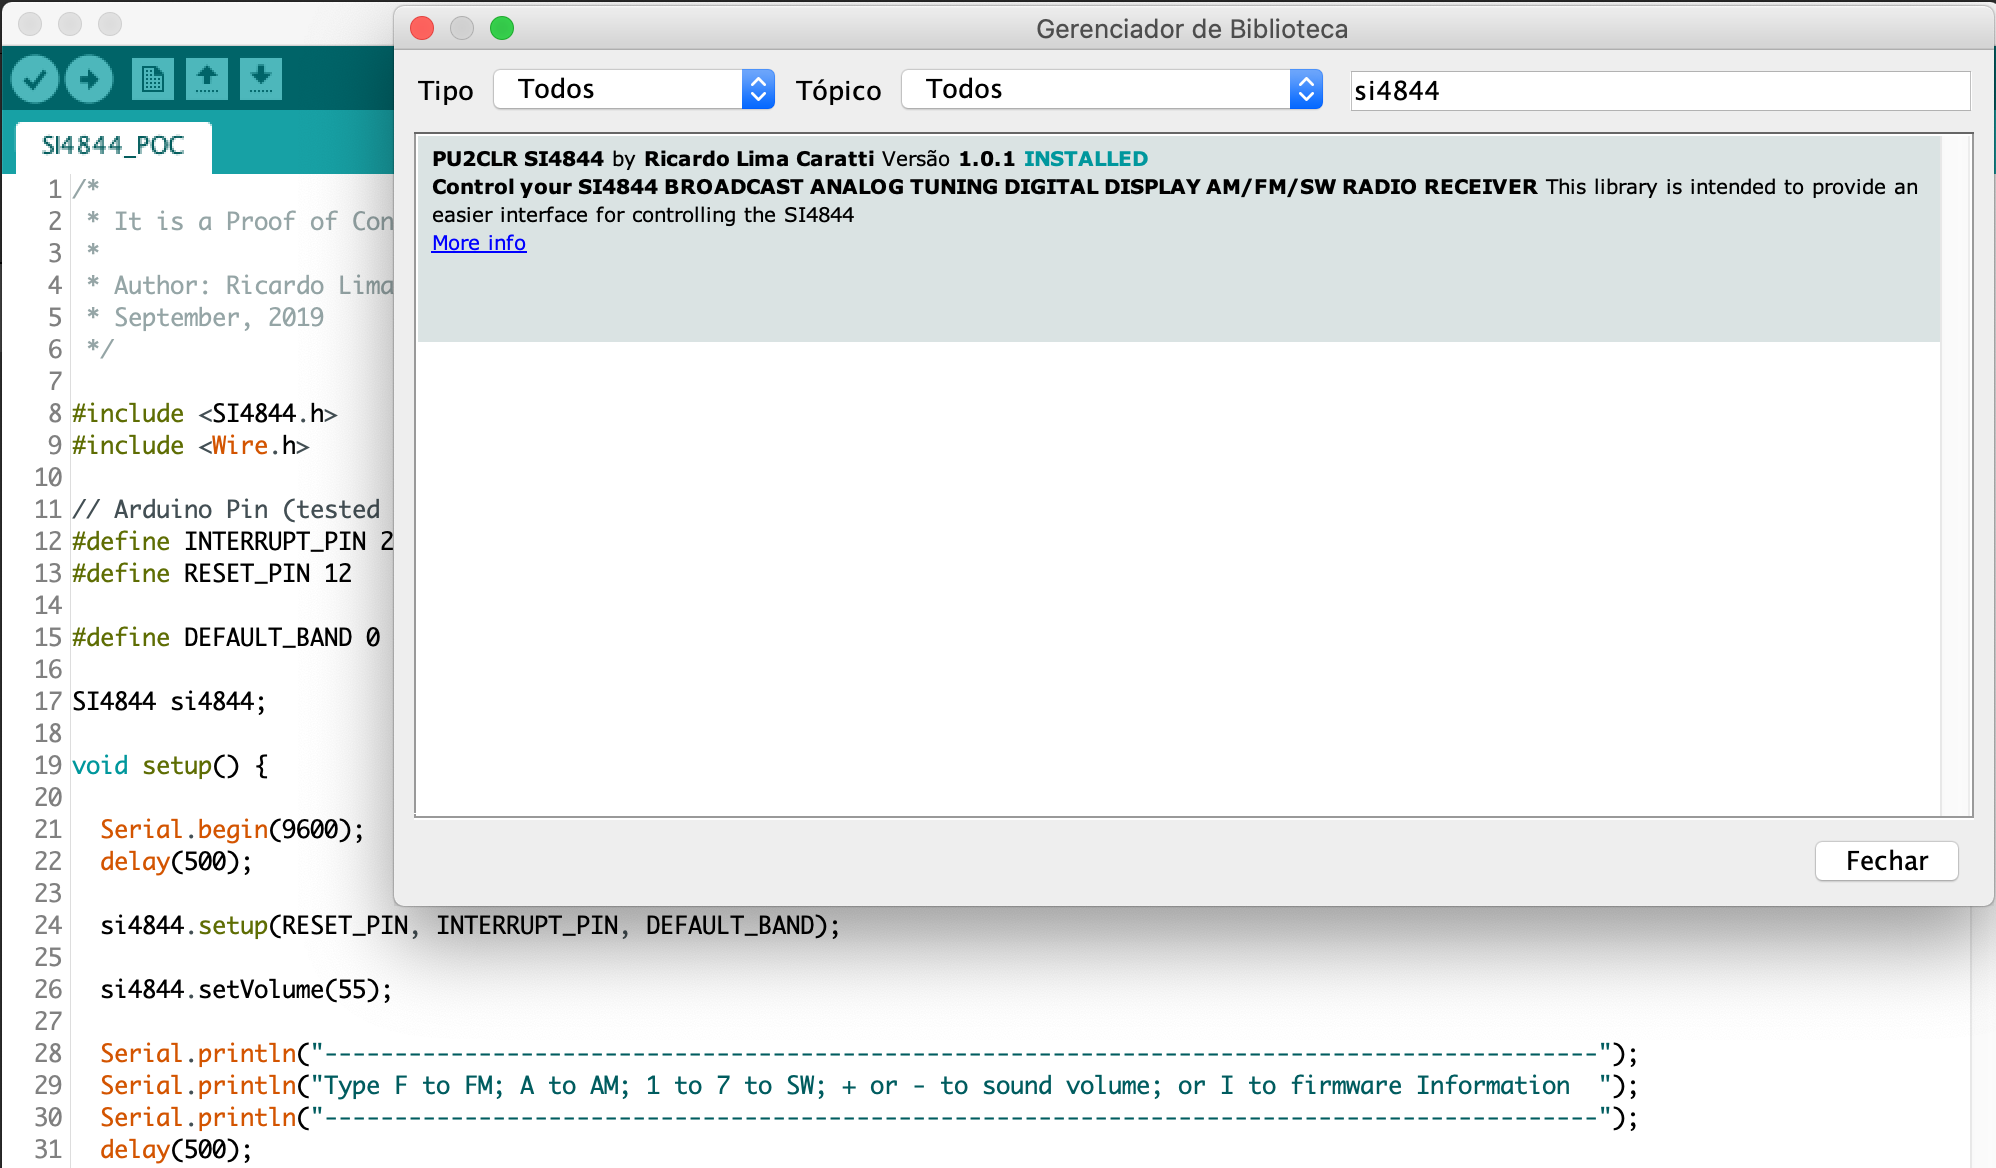 Gerenciador de Biblioteca
Tipo Todos Tópico Todos si4844
PU2CLR SI4844 by Ricardo Lima Caratti Versão 1.0.1 INSTALLED
Control your SI4844 BROADCAST ANALOG TUNING DIGITAL DISPLAY AM/FM/SW RADIO RECEIVER This library is intended to provide an
easier interface for controlling the SI4844
More info
Fechar
SI4844_POC
1 /*
2  * It is a Proof of Con
3  *
4  * Author: Ricardo Lima
5  * September, 2019
6  */
7
8 #include <SI4844.h>
9 #include <Wire.h>
10
11 // Arduino Pin (tested
12 #define INTERRUPT_PIN 2
13 #define RESET_PIN 12
14
15 #define DEFAULT_BAND 0
16
17 SI4844 si4844;
18
19 void setup() {
20
21   Serial.begin(9600);
22   delay(500);
23
24   si4844.setup(RESET_PIN, INTERRUPT_PIN, DEFAULT_BAND);
25
26   si4844.setVolume(55);
27
28   Serial.println("-------------------------------------------------------------------------------------------");
29   Serial.println("Type F to FM; A to AM; 1 to 7 to SW; + or - to sound volume; or I to firmware Information  ");
30   Serial.println("-------------------------------------------------------------------------------------------");
31   delay(500);